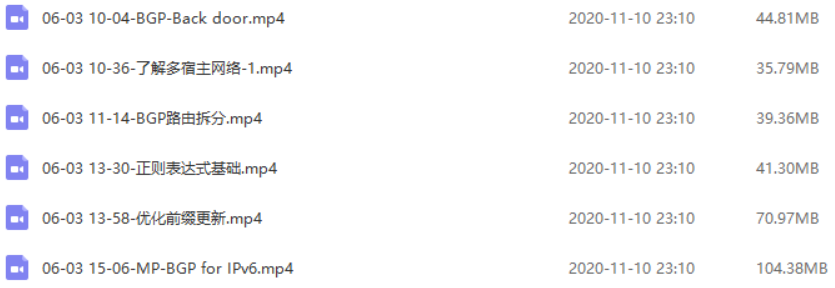 06-03 10-04-BGP-Back door.mp4 2020-11-10 23:10 44.81MB
06-03 10-36-了解多宿主网络-1.mp4 2020-11-10 23:10 35.79MB
06-03 11-14-BGP路由拆分.mp4 2020-11-10 23:10 39.36MB
06-03 13-30-正则表达式基础.mp4 2020-11-10 23:10 41.30MB
06-03 13-58-优化前缀更新.mp4 2020-11-10 23:10 70.97MB
06-03 15-06-MP-BGP for IPv6.mp4 2020-11-10 23:10 104.38MB